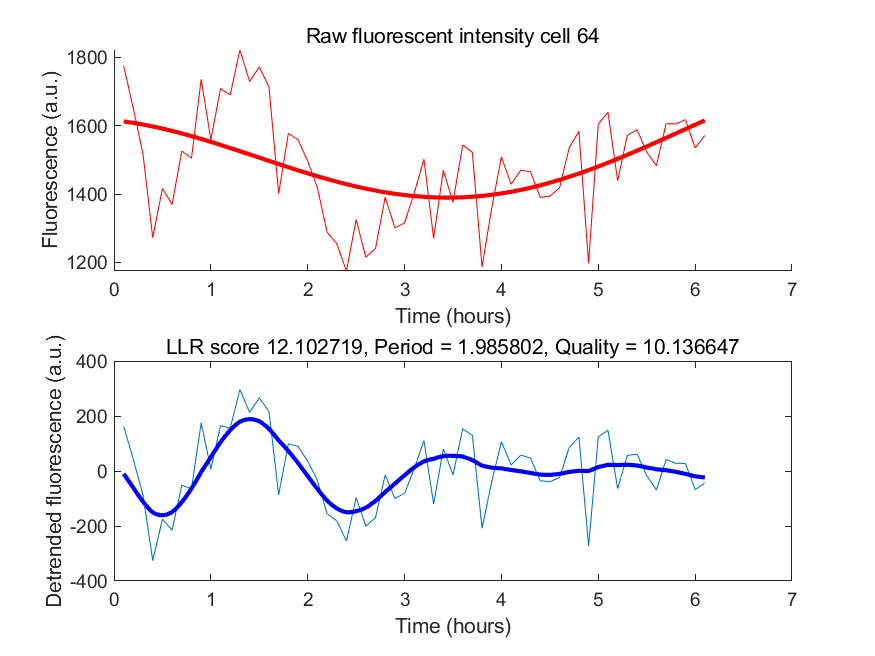 Raw fluorescent intensity cell 64
Fluorescence (a.u.)
1800
1600
1400
1200
0 1 2 3 4 5 6 7
Time (hours)
LLR score 12.102719, Period = 1.985802, Quality = 10.136647
Detrended fluorescence (a.u.)
400
200
0
-200
-400
0 1 2 3 4 5 6 7
Time (hours)